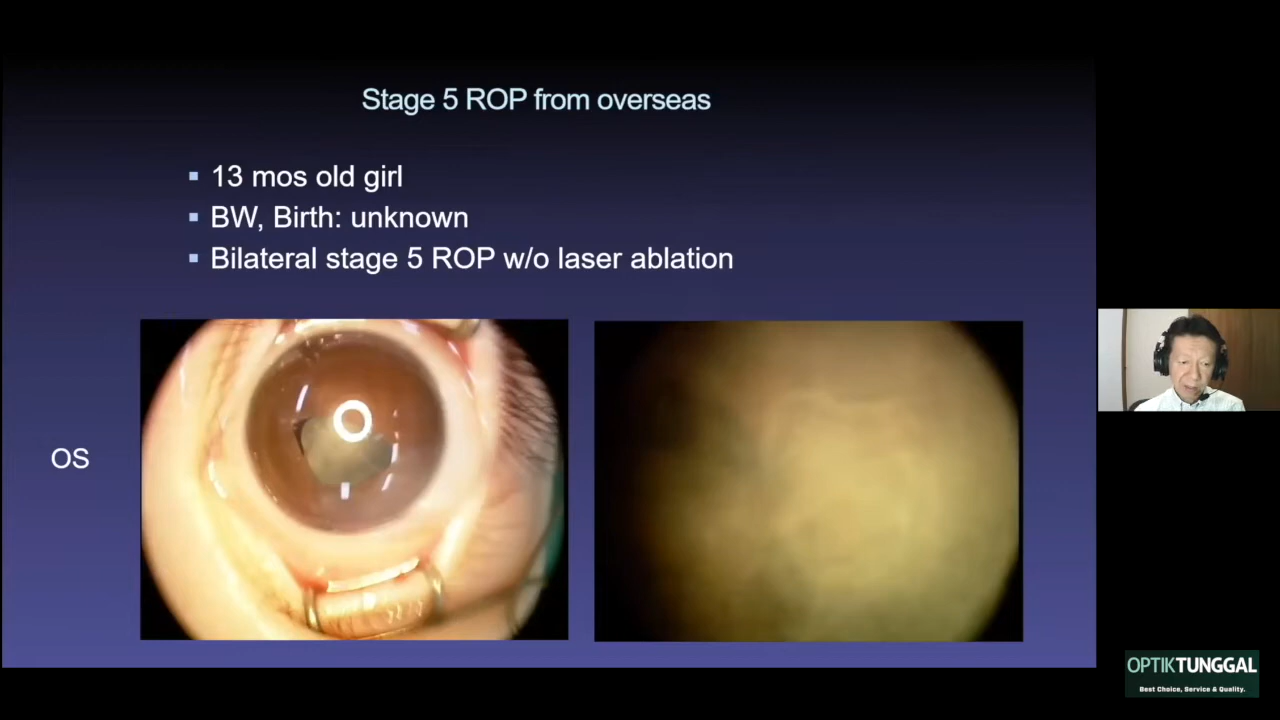 Stage 5 ROP from overseas
▪ 13 mos old girl
▪ BW, Birth: unknown
▪ Bilateral stage 5 ROP w/o laser ablation
OS
OPTIKTUNGGAL
Best Choice, Service & Quality.